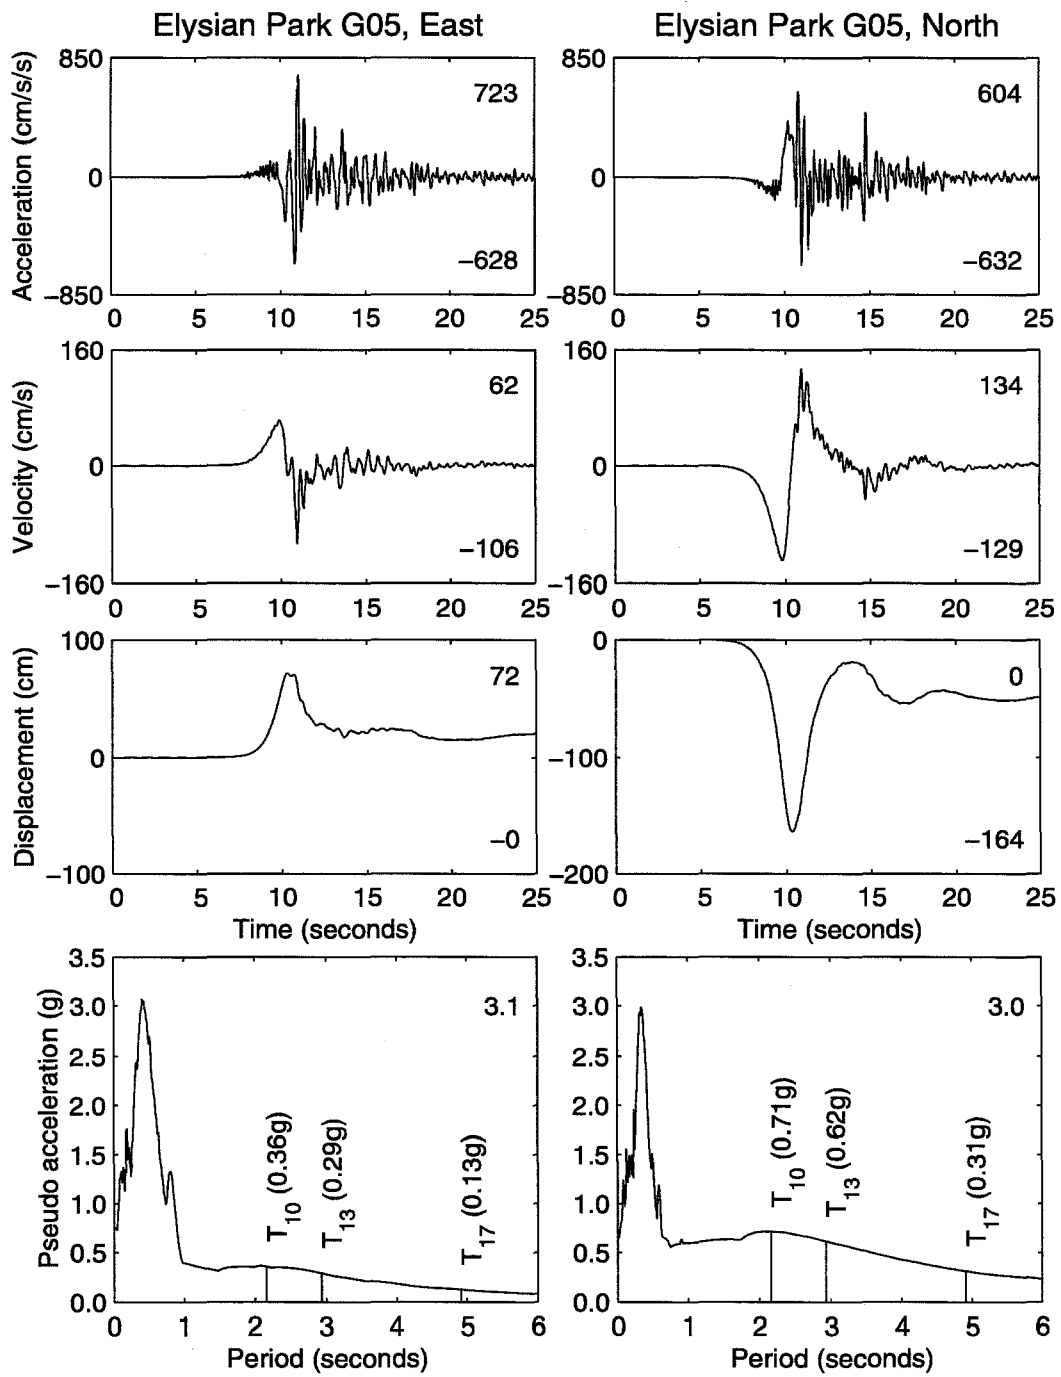 Elysian Park G05, East
Elysian Park G05, North
Acceleration (cm/s/s)
850
0
−850
723
−628
0 5 10 15 20 25
850
0
−850
604
−632
0 5 10 15 20 25
Velocity (cm/s)
160
0
−160
62
−106
0 5 10 15 20 25
160
0
−160
134
−129
0 5 10 15 20 25
Displacement (cm)
100
0
−100
72
−0
0 5 10 15 20 25
Time (seconds)
0
−100
−200
0
−164
0 5 10 15 20 25
Time (seconds)
Pseudo acceleration (g)
3.5
3.0
2.5
2.0
1.5
1.0
0.5
0.0
3.1
T10 (0.36g)
T13 (0.29g)
T17 (0.13g)
0 1 2 3 4 5 6
Period (seconds)
3.5
3.0
2.5
2.0
1.5
1.0
0.5
0.0
3.0
T10 (0.71g)
T13 (0.62g)
T17 (0.31g)
0 1 2 3 4 5 6
Period (seconds)